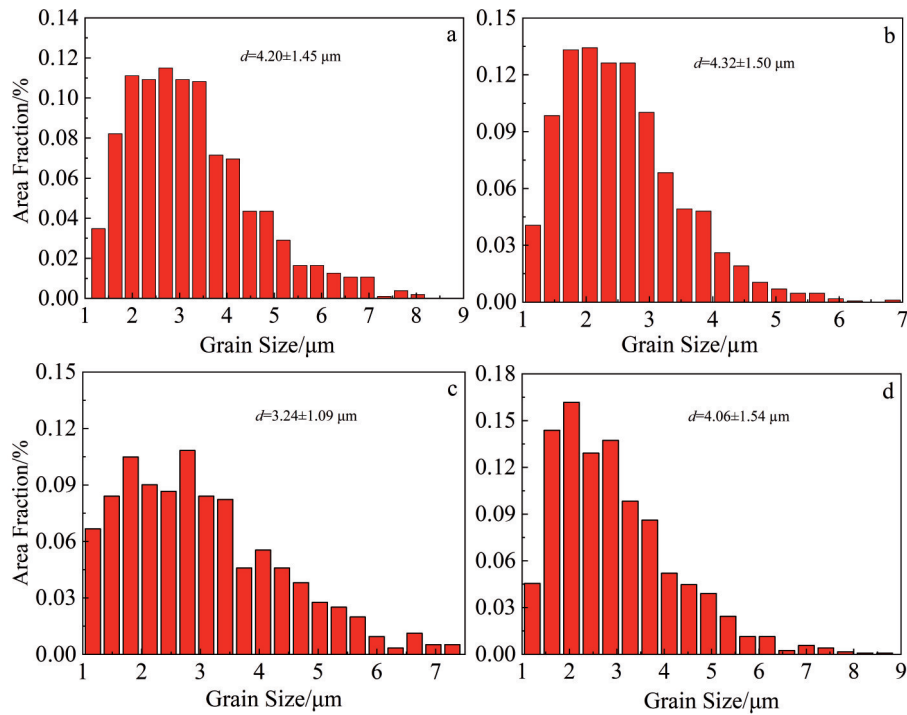 a
d=4.20±1.45 μm
Area Fraction/%
0.14
0.12
0.10
0.08
0.06
0.04
0.02
0.00
1 2 3 4 5 6 7 8 9
Grain Size/μm
b
d=4.32±1.50 μm
0.15
0.12
0.09
0.06
0.03
0.00
1 2 3 4 5 6 7
Grain Size/μm
c
d=3.24±1.09 μm
Area Fraction/%
0.15
0.12
0.09
0.06
0.03
0.00
1 2 3 4 5 6 7
Grain Size/μm
d
d=4.06±1.54 μm
0.18
0.15
0.12
0.09
0.06
0.03
0.00
1 2 3 4 5 6 7 8 9
Grain Size/μm